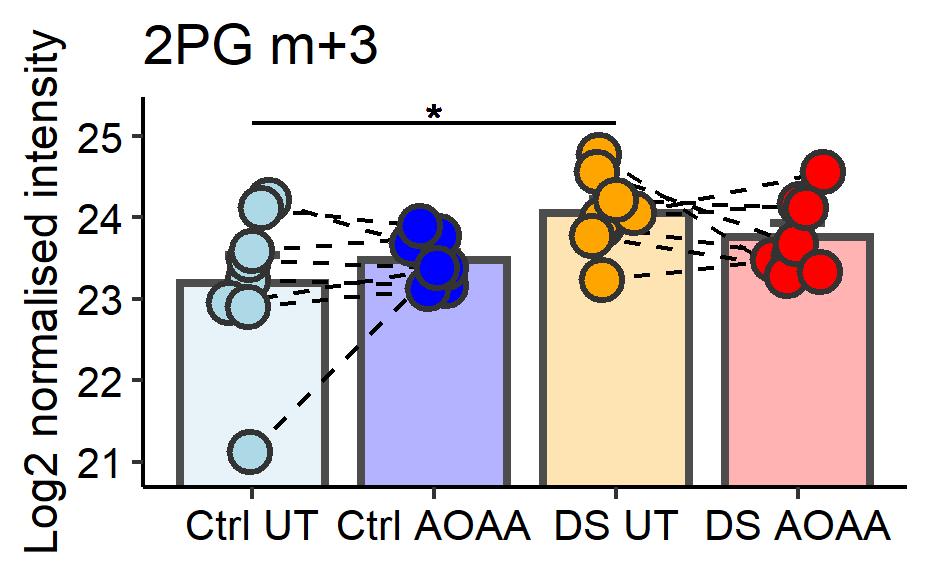 2PG m+3
Log2 normalised intensity
*
25
24
23
22
21
Ctrl UT
Ctrl AOAA
DS UT
DS AOAA